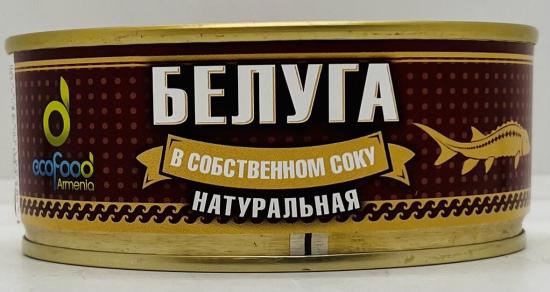 БЕЛУГА
В СОБСТВЕННОМ СОКУ
НАТУРАЛЬНАЯ
ecofood
Armenia